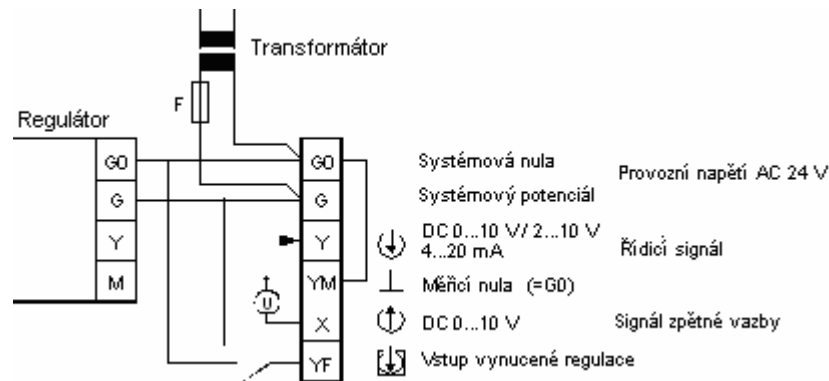 Transformátor
F
Regulátor
G0 G0 Systémová nula
Provozní napětí AC 24 V
G G Systémový potenciál
Y Y DC 0...10 V/ 2...10 V
4...20 mA
Řídicí signál
M YM Měřicí nula (=G0)
U X DC 0...10 V Signál zpětné vazby
YF Vstup vynucené regulace